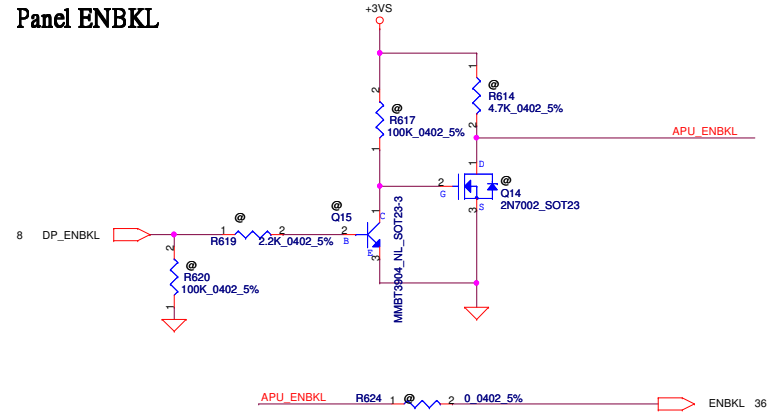 Panel ENBKL
+3VS
1
@
R614
4.7K_0402_5%
2
2
@
R617
100K_0402_5%
1
APU_ENBKL
1
D
2
G
@
Q14
2N7002_SOT23
S
3
@
Q15
1
C
2
B
E
3
MMBT3904_NL_SOT23-3
8 DP_ENBKL
@
1 2
R619 2.2K_0402_5%
2
@
R620
100K_0402_5%
1
APU_ENBKL R624 1 @ 2 0_0402_5% ENBKL 36